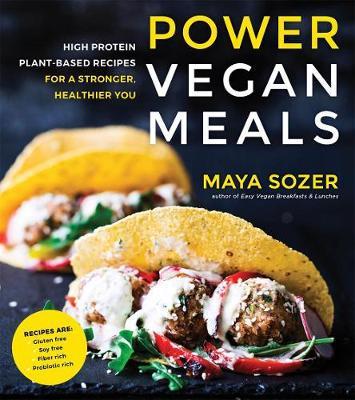 HIGH PROTEIN
PLANT-BASED RECIPES
FOR A STRONGER,
HEALTHIER YOU
POWER
VEGAN
MEALS
MAYA SOZER
author of Easy Vegan Breakfasts & Lunches
RECIPES ARE:
Gluten free
Soy free
Fiber rich
Probiotic rich